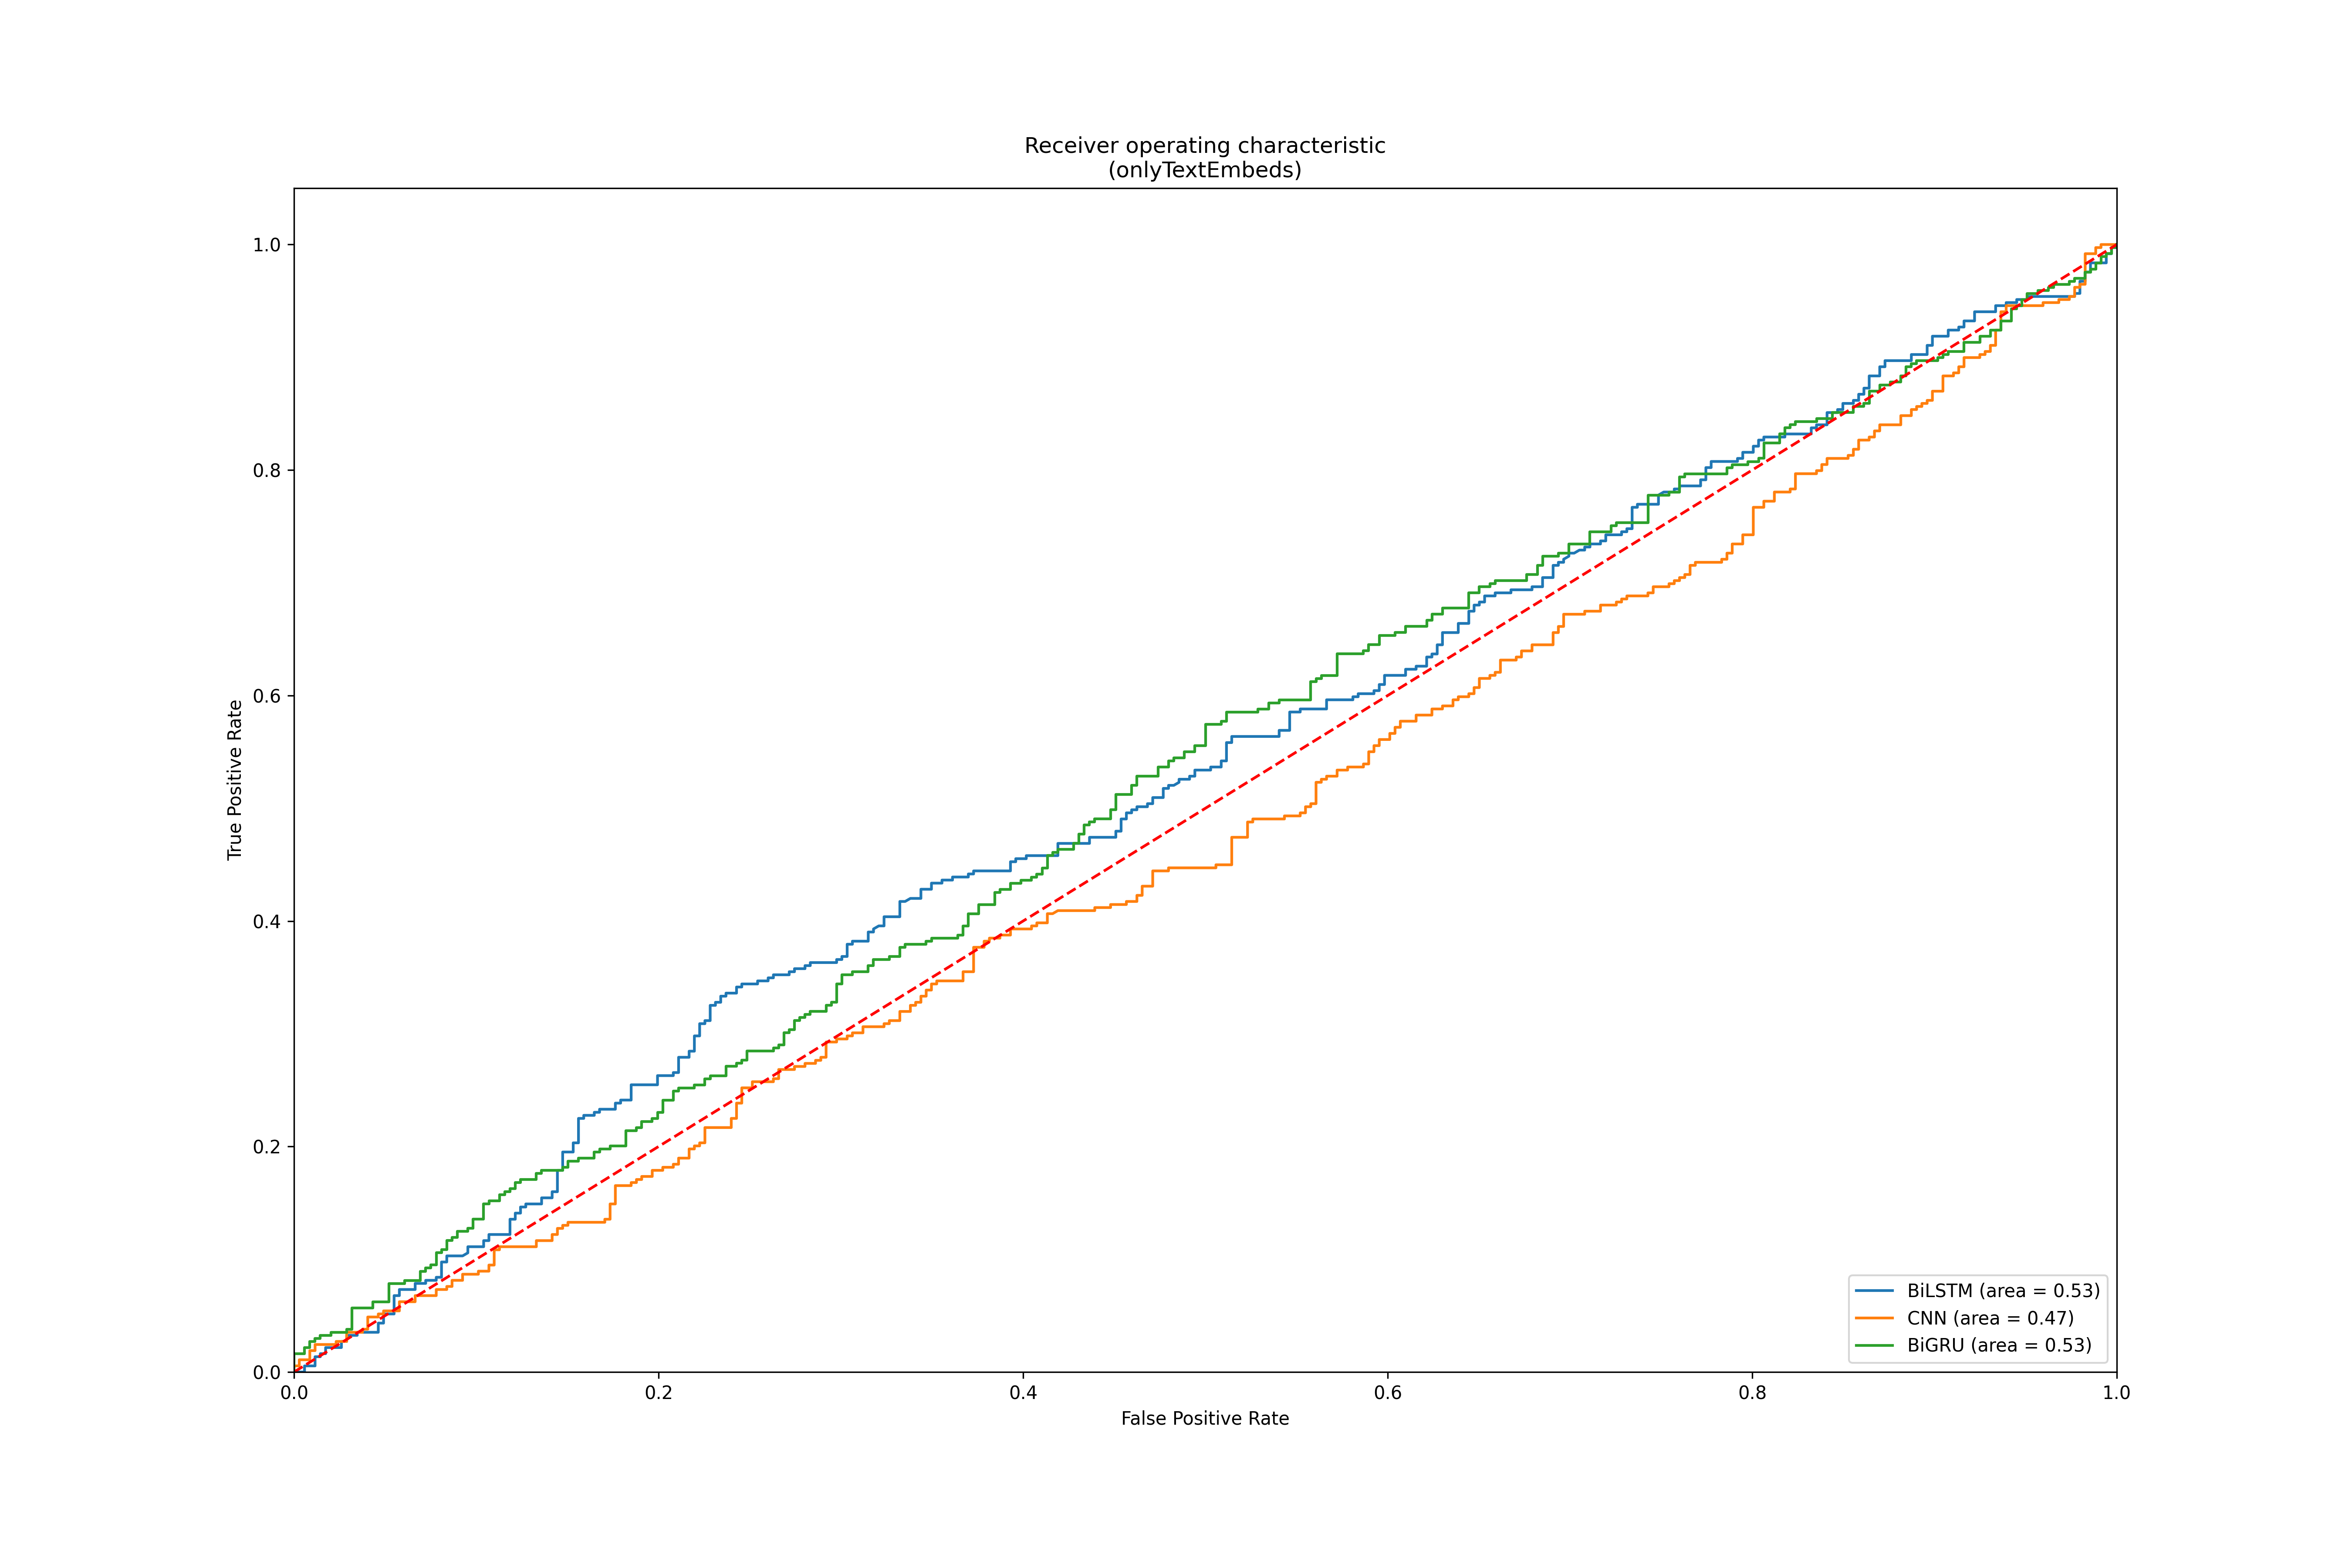 Receiver operating characteristic
(onlyTextEmbeds)
True Positive Rate
1.0
0.8
0.6
0.4
0.2
0.0
0.0 0.2 0.4 0.6 0.8 1.0
False Positive Rate
BiLSTM (area = 0.53)
CNN (area = 0.47)
BiGRU (area = 0.53)